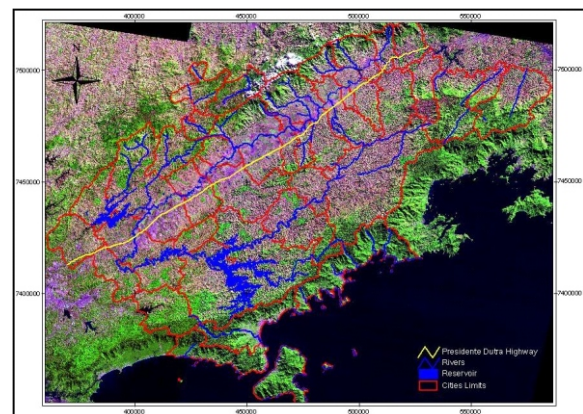 400000 450000 500000 550000
N
7500000 7500000
7450000 7450000
7400000 7400000
Presidente Dutra Highway
Rivers
Reservoir
Cities Limits
400000 450000 500000 550000